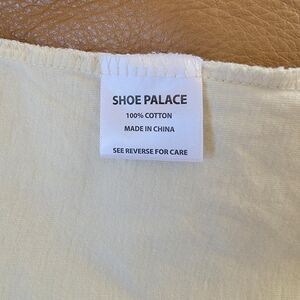 SHOE PALACE
100% COTTON
MADE IN CHINA
SEE REVERSE FOR CARE